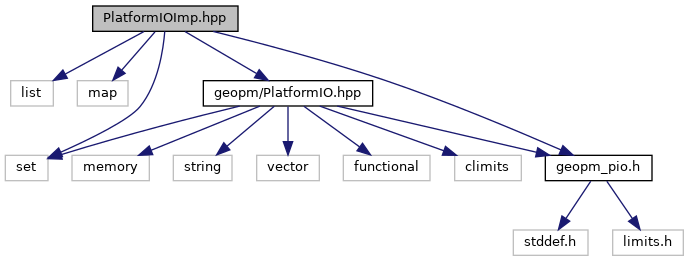 PlatformIOImp.hpp
list
map
geopm/PlatformIO.hpp
set
memory
string
vector
functional
climits
geopm_pio.h
stddef.h
limits.h